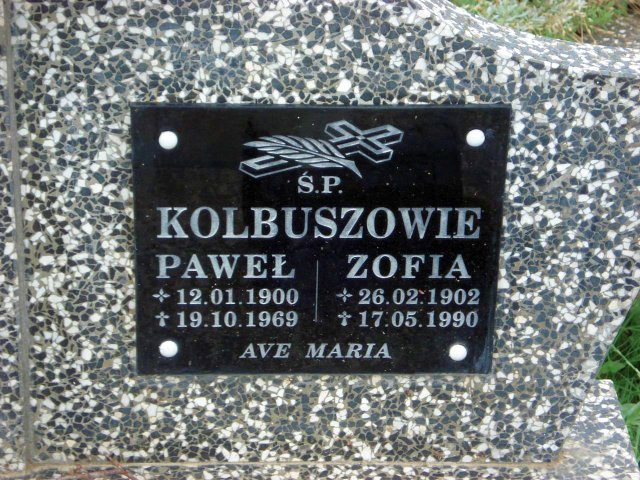 Ś.P.
KOLBUSZOWIE
PAWEŁ ZOFIA
✧ 12.01.1900 ✧ 26.02.1902
✝ 19.10.1969 ✝ 17.05.1990
AVE MARIA